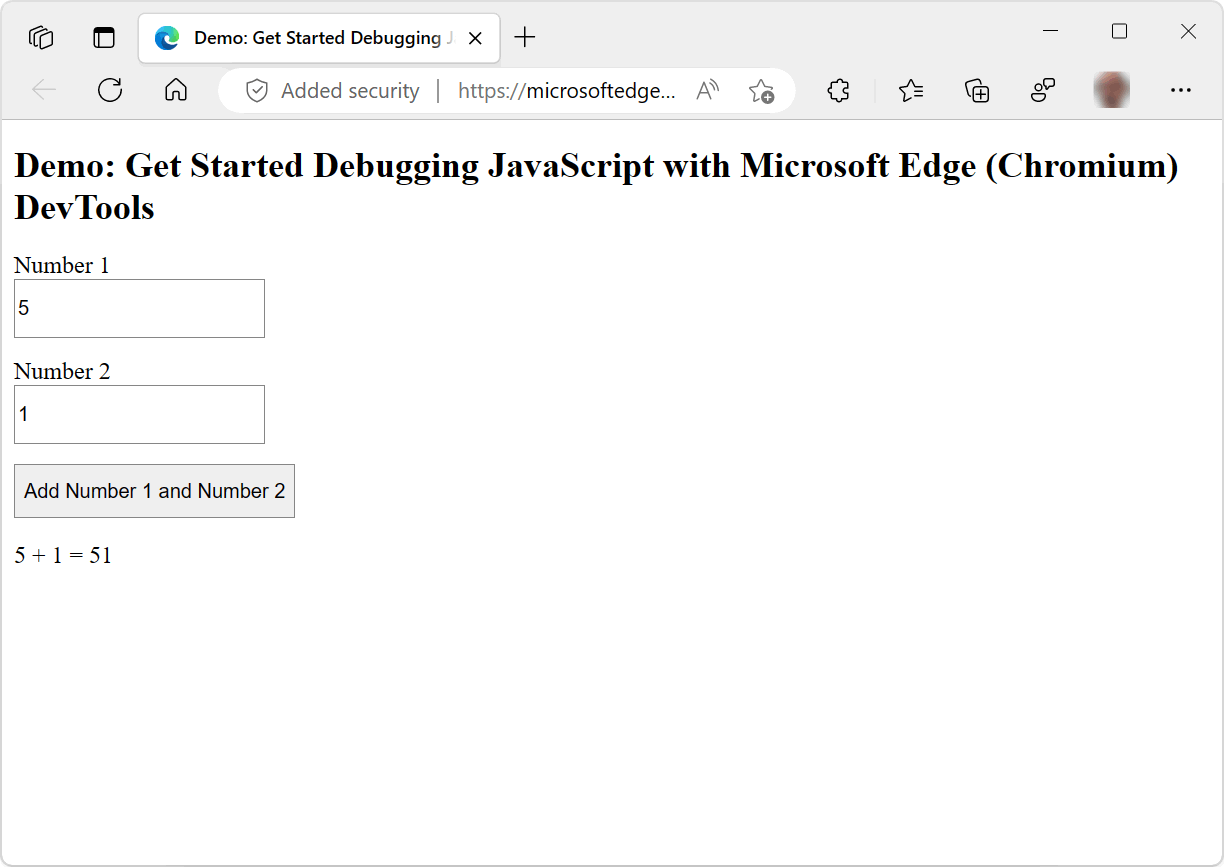 Demo: Get Started Debugging
Added security | https://microsoftedge...
Demo: Get Started Debugging JavaScript with Microsoft Edge (Chromium)
DevTools
Number 1
5
Number 2
1
Add Number 1 and Number 2
5 + 1 = 51